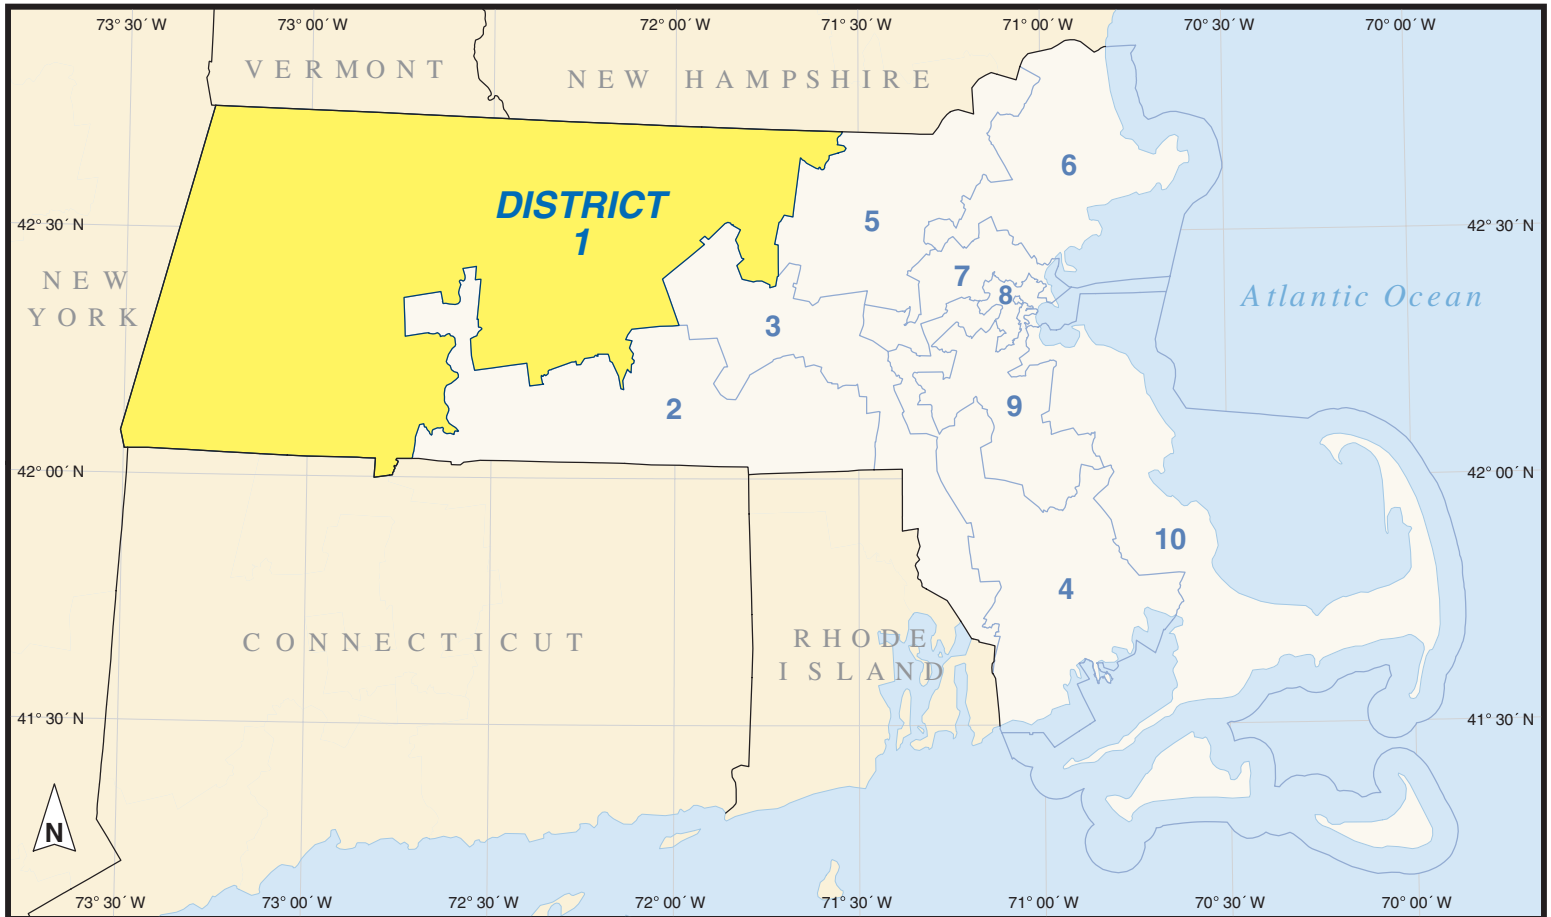 73° 30´ W
73° 00´ W
72° 00´ W
71° 30´ W
71° 00´ W
70° 30´ W
70° 00´ W
VERMONT
NEW HAMPSHIRE
6
DISTRICT
1
5
42° 30´ N
42° 30´ N
NEW
YORK
7
8
Atlantic Ocean
3
2
9
42° 00´ N
42° 00´ N
10
4
CONNECTICUT
RHODE
ISLAND
41° 30´ N
41° 30´ N
N
73° 30´ W
73° 00´ W
72° 30´ W
72° 00´ W
71° 30´ W
71° 00´ W
70° 30´ W
70° 00´ W